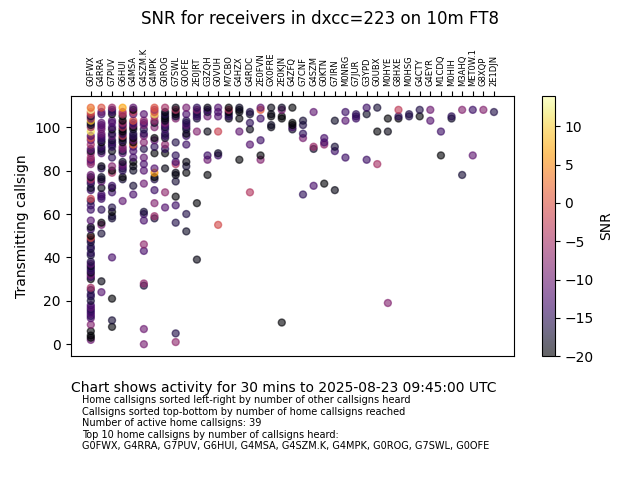 SNR for receivers in dxcc=223 on 10m FT8
G0FWX G4RRA G7PUV G6HUI G4MSA G4SZM.K G4MPK G0ROG G7SWL G0OFE 2E0JRT G3ZQH G0VUH M7CBO G4HZX G4RDC 2E0FVN GX0FRE 2E0KJN G4ZFQ G7CNF G4SZM G0KTN G7IRN M0NRG G7JUR G3YPD G0UBX M0HYE G8HXE M0HSG G4CTY G4EYR M1CDQ M0HIH M3AHQ MET0W.1 G8XQP 2E1DJN
100
80
60
40
20
0
Transmitting callsign
10
5
0
−5
−10
−15
−20
SNR
Chart shows activity for 30 mins to 2025-08-23 09:45:00 UTC
Home callsigns sorted left-right by number of other callsigns heard
Callsigns sorted top-bottom by number of home callsigns reached
Number of active home callsigns: 39
Top 10 home callsigns by number of callsigns heard:
G0FWX, G4RRA, G7PUV, G6HUI, G4MSA, G4SZM.K, G4MPK, G0ROG, G7SWL, G0OFE